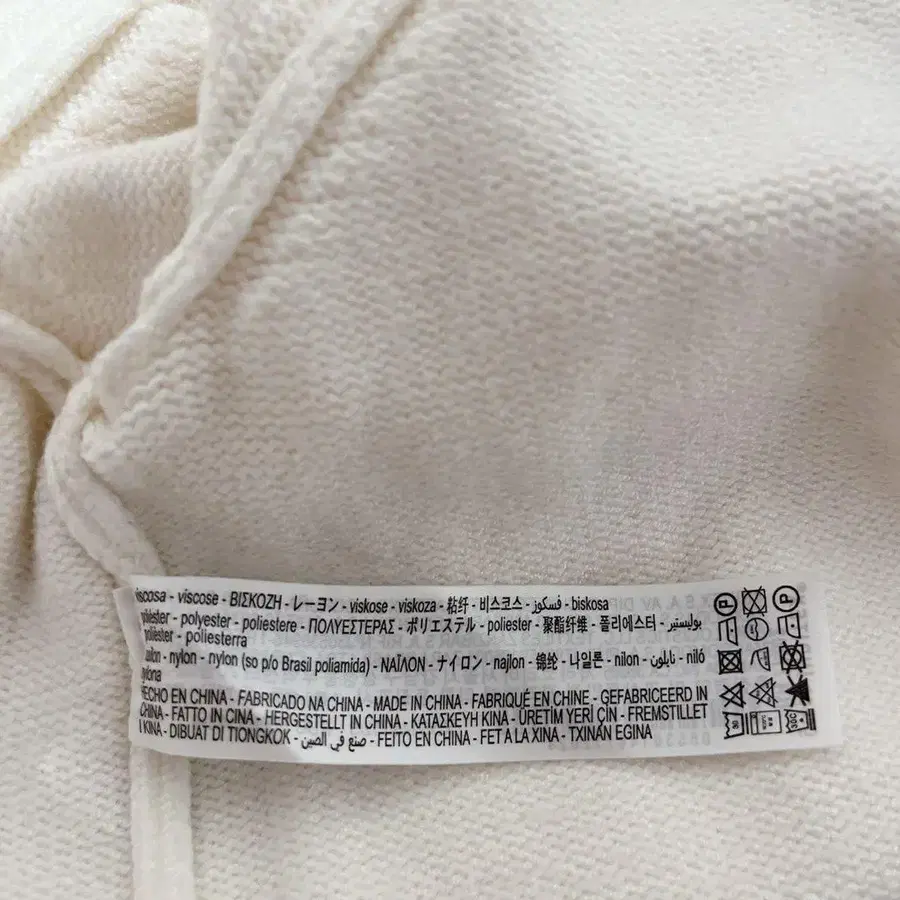 viscosa - viscose - ΒΙΣΚΟΖΗ - レーヨン - viskose - viskoza - 粘纤 - 비스코스 - فسكوز - biskosa
poliéster - polyester - poliestere - ΠΟΛΥΕΣΤΕΡΑΣ - ポリエステル - poliester - 聚酯纤维 - 폴리에스터 - بوليستير
poliester - poliesterra
nailon - nylon - nylon (so p/o Brasil poliamida) - ΝΑΪΛΟΝ - ナイロン - najlon - 锦纶 - 나일론 - nilon - نايلون - niló
nylona
HECHO EN CHINA - FABRICADO NA CHINA - MADE IN CHINA - FABRIQUÉ EN CHINE - GEFABRICEERD IN
CHINA - FATTO IN CINA - HERGESTELLT IN CHINA - ΚΑΤΑΣΚΕΥΗ ΚΙΝΑ - ÜRETİM YERİ ÇİN - FREMSTILLET
I KINA - DIBUAT DI TIONGKOK - صنع في الصين - FEITO EN CHINA - FET A LA XINA - TXINAN EGINA
P P
30 30C